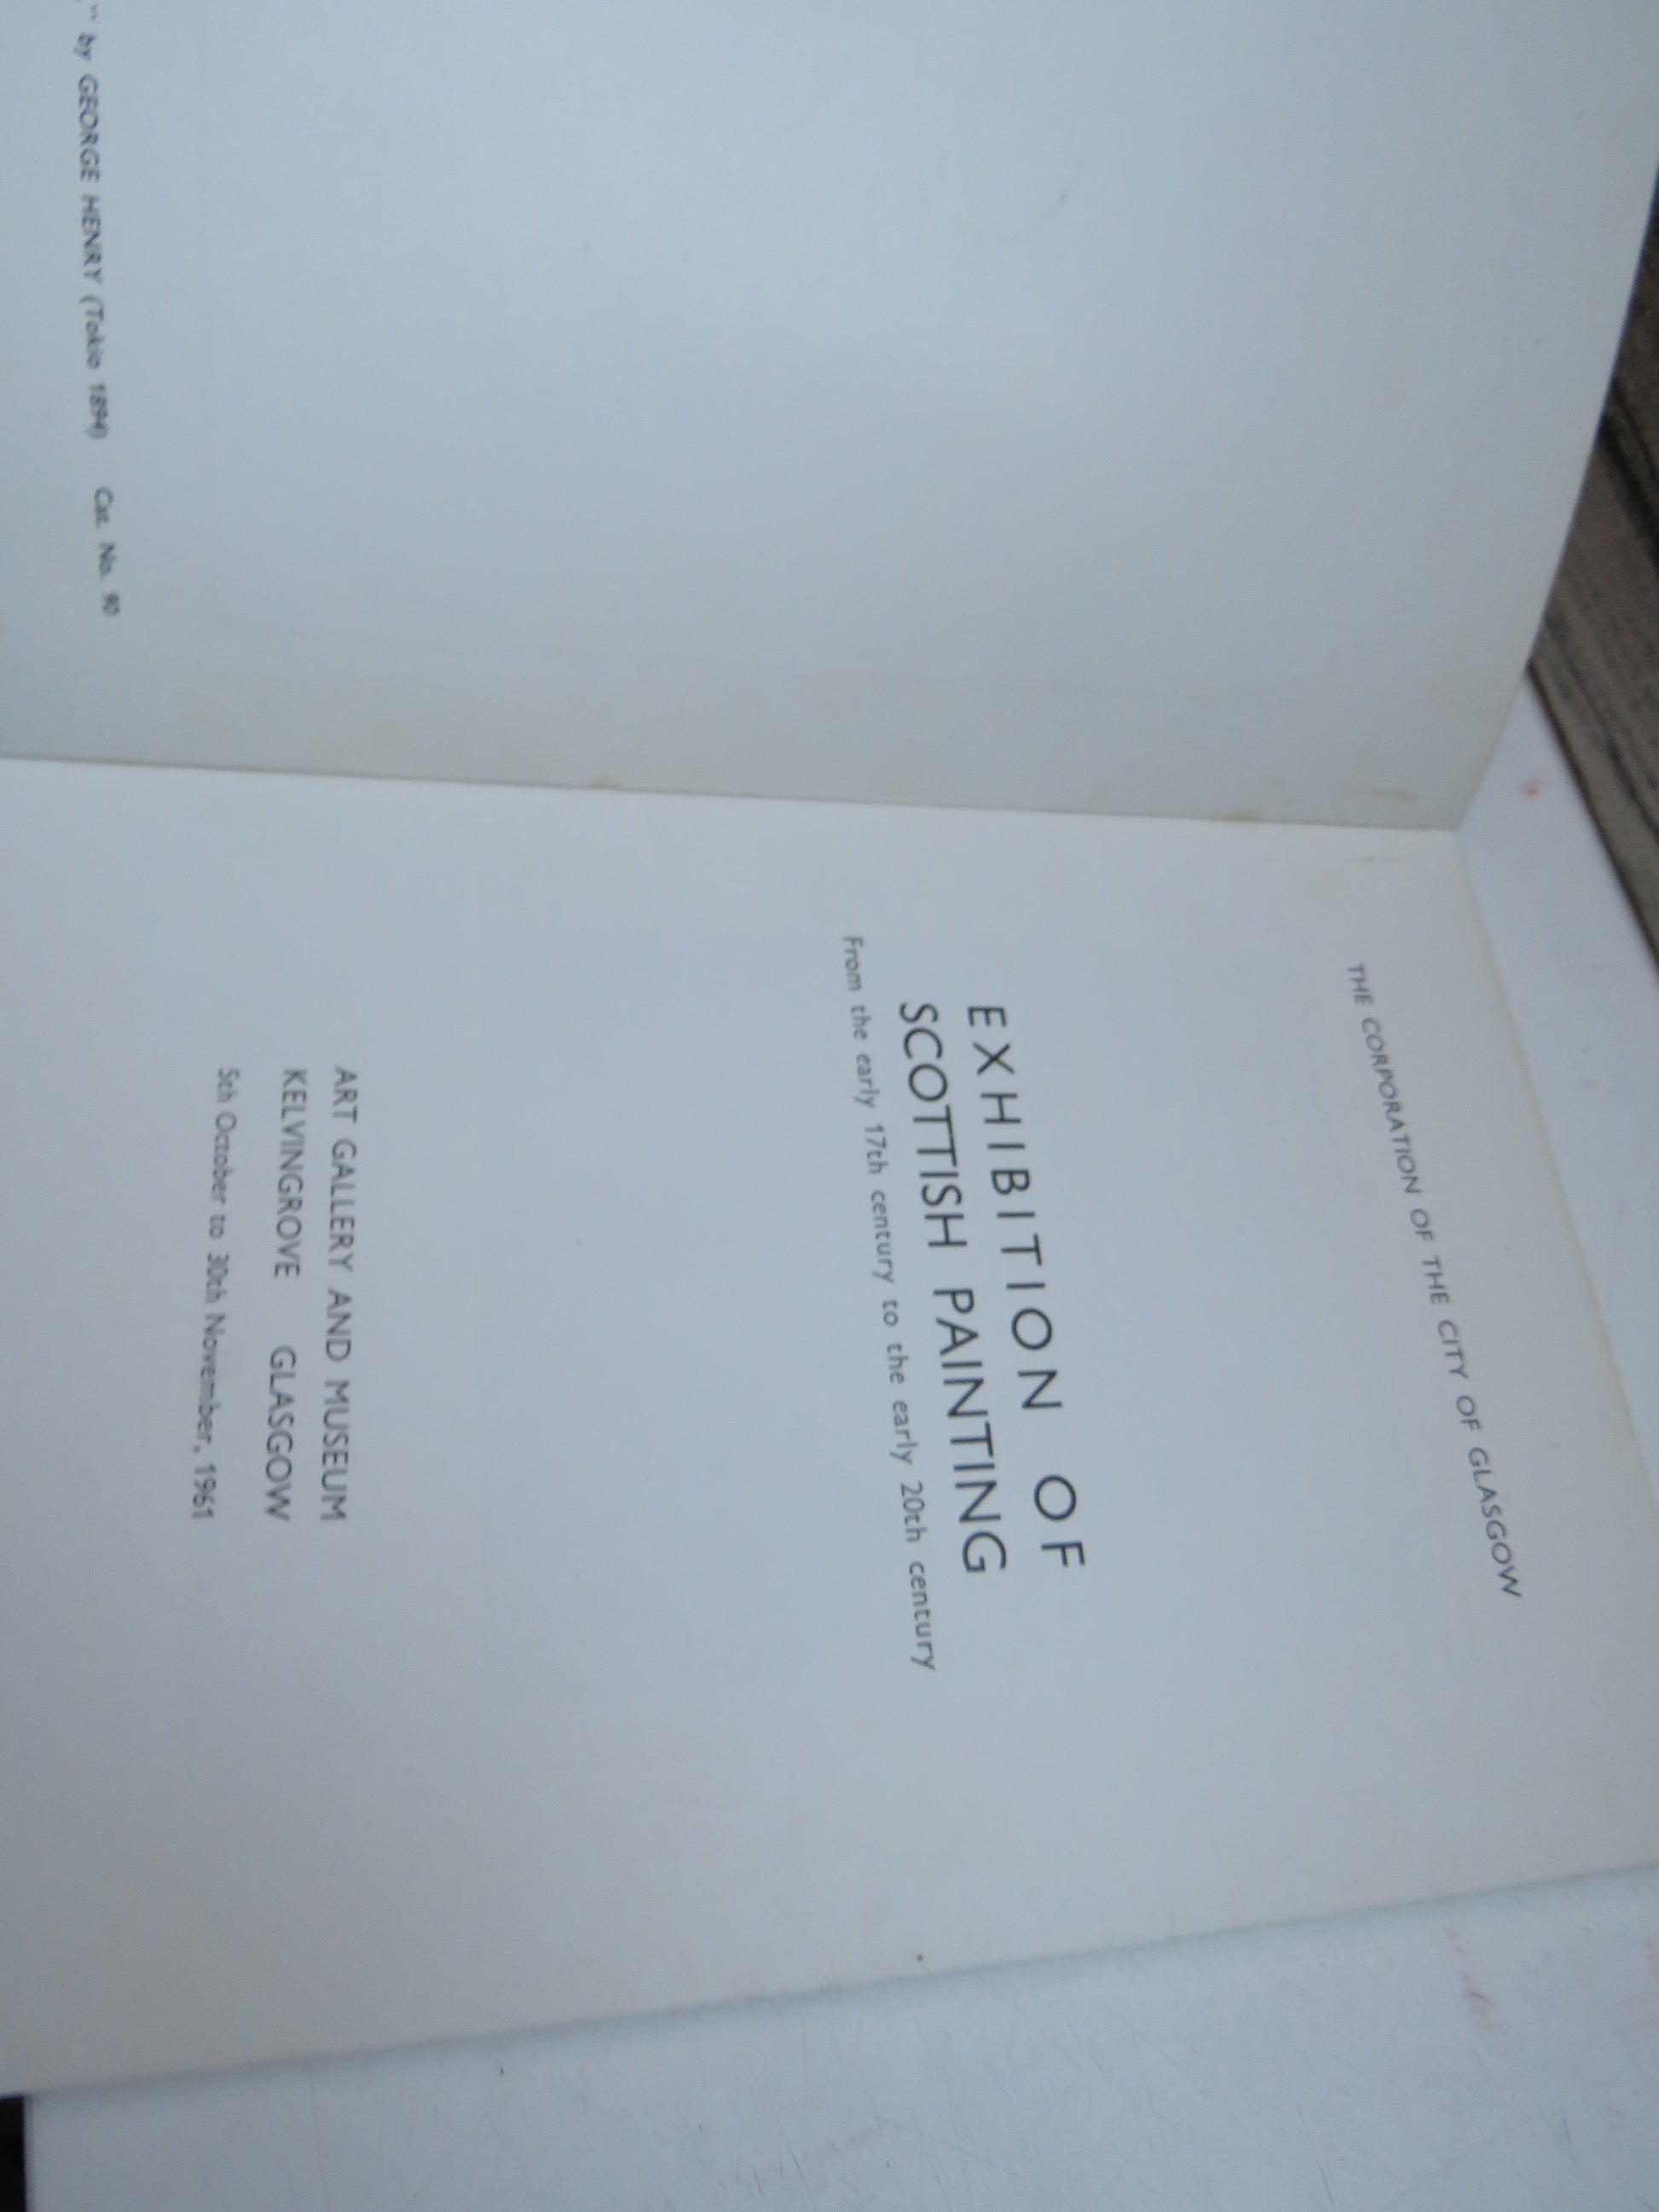 " by GEORGE HENRY (Tokio 1894) Cat. No. 90
THE CORPORATION OF THE CITY OF GLASGOW
EXHIBITION OF
SCOTTISH PAINTING
From the early 17th century to the early 20th century
ART GALLERY AND MUSEUM
KELVINGROVE GLASGOW
5th October to 30th November, 1961